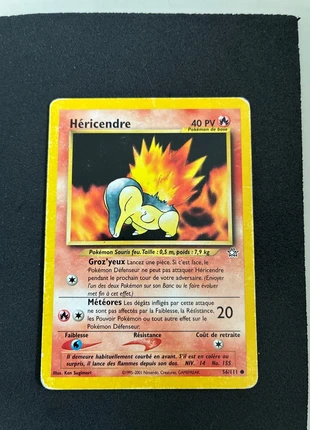 Héricendre
40 PV
Pokémon de base
Pokémon Souris feu. Taille : 0,5 m, poids : 7,9 kg
Groz'yeux Lancez une pièce. Si c'est face, le
Pokémon Défenseur ne peut pas attaquer Héricendre
pendant le prochain tour de votre adversaire. (Envoyer
l'un des deux Pokémon sur son Banc ou le faire évoluer
met fin à cet effet.)
Météores Les dégâts infligés par cette attaque
ne sont pas affectés par la Faiblesse, la Résistance,
les Pouvoir Pokémon ou tout autre effet sur le
Pokémon Défenseur.
20
Faiblesse Résistance Coût de retraite
Il demeure habituellement courbé en avant. S'il est en colère ou
surpris, il lance des flammes depuis son dos. NIV. 14 No. 155
Illus. Ken Sugimori
©1995-2001 Nintendo, Creatures, GAMEFREAK.
56/111